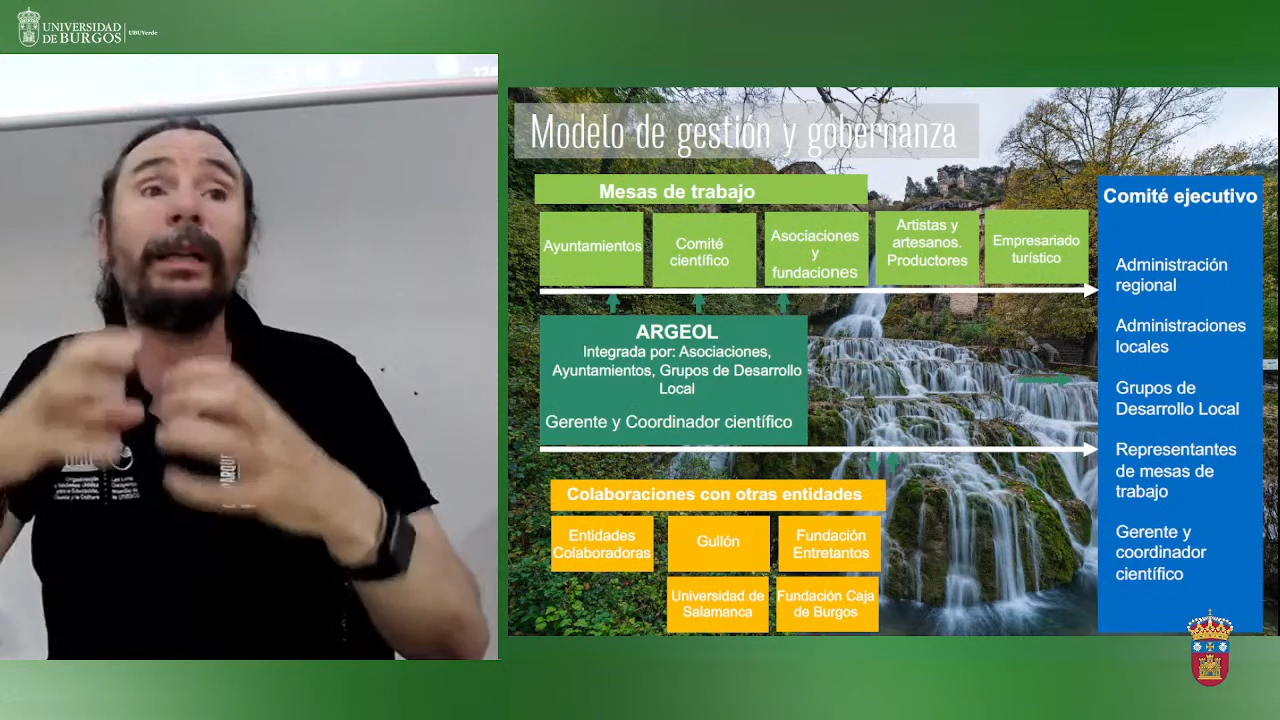 UNIVERSIDAD
DE BURGOS
UBUVerde
Modelo de gestión y gobernanza
Mesas de trabajo
Ayuntamientos
Comité
científico
Asociaciones
y
fundaciones
Artistas y
artesanos.
Productores
Empresariado
turístico
ARGEOL
Integrada por: Asociaciones,
Ayuntamientos, Grupos de Desarrollo
Local
Gerente y Coordinador científico
Colaboraciones con otras entidades
Entidades
Colaboradoras
Gullón
Fundación
Entretantos
Universidad de
Salamanca
Fundación Caja
de Burgos
Comité ejecutivo
Administración
regional
Administraciones
locales
Grupos de
Desarrollo Local
Representantes
de mesas de
trabajo
Gerente y
coordinador
científico